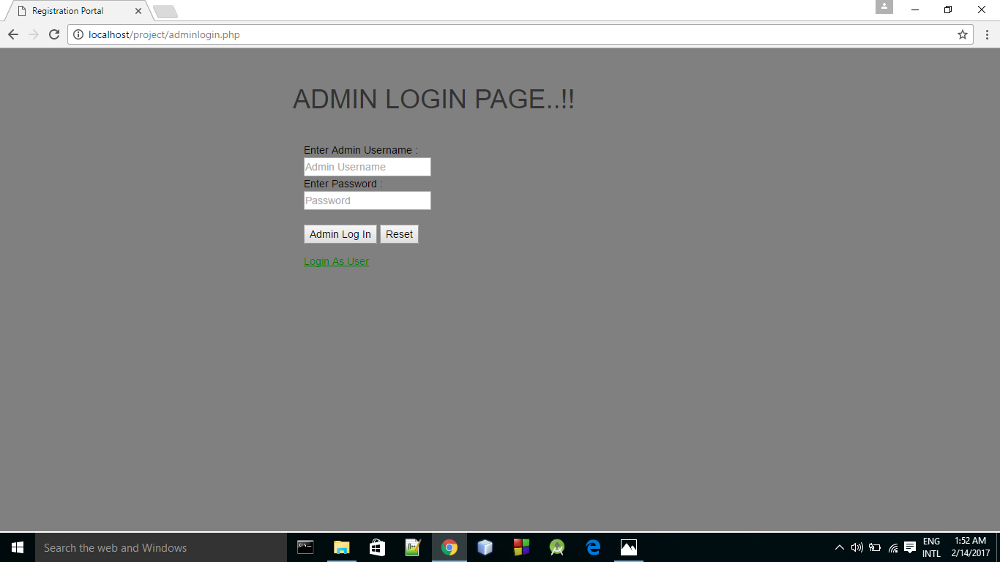 Registration Portal
localhost/project/adminlogin.php
ADMIN LOGIN PAGE..!!
Enter Admin Username :
Admin Username
Enter Password :
Password
Admin Log In Reset
Login As User
Search the web and Windows
ENG
INTL
1:52 AM
2/14/2017